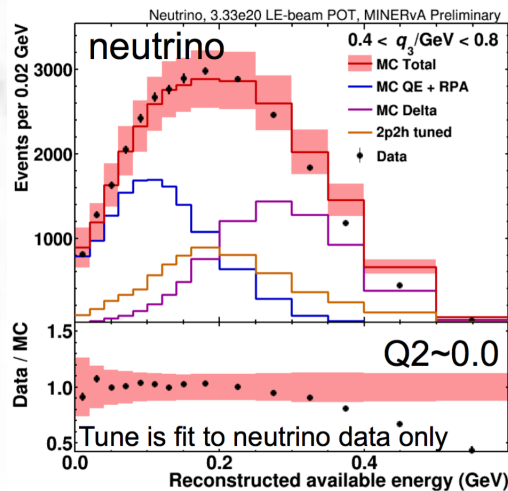 Neutrino, 3.33e20 LE-beam POT, MINERvA Preliminary
neutrino
0.4 < q3/GeV < 0.8
MC Total
MC QE + RPA
MC Delta
2p2h tuned
Data
Events per 0.02 GeV
3000
2000
1000
Data / MC
1.5
1.0
0.5
Q2~0.0
Tune is fit to neutrino data only
0.0
0.2
0.4
Reconstructed available energy (GeV)